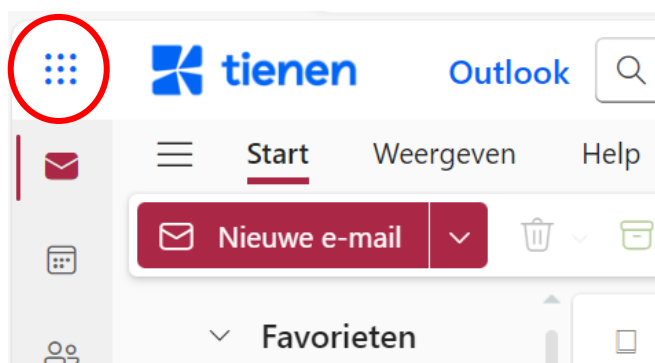 tienen Outlook
Start Weergeven Help
Nieuwe e-mail
Favorieten